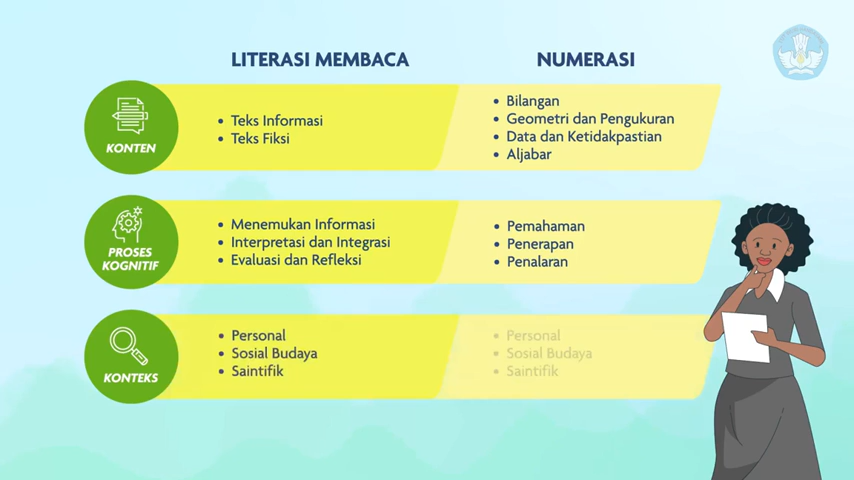 LITERASI MEMBACA
NUMERASI
KONTEN
• Teks Informasi
• Teks Fiksi
• Bilangan
• Geometri dan Pengukuran
• Data dan Ketidakpastian
• Aljabar
PROSES
KOGNITIF
• Menemukan Informasi
• Interpretasi dan Integrasi
• Evaluasi dan Refleksi
• Pemahaman
• Penerapan
• Penalaran
KONTEKS
• Personal
• Sosial Budaya
• Saintifik
• Personal
• Sosial Budaya
• Saintifik